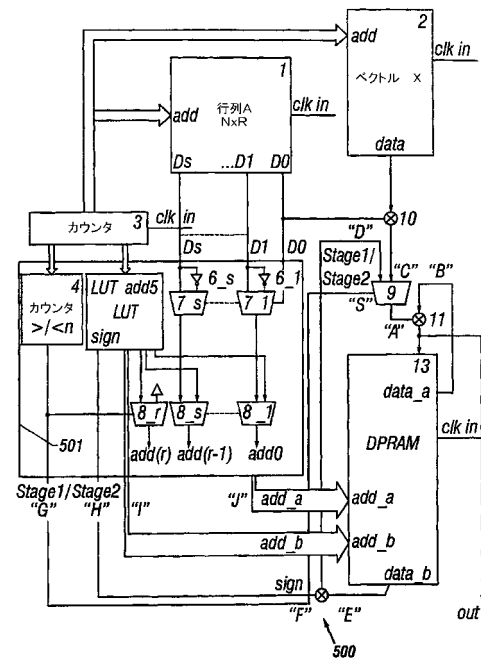 2
add
ベクトル X
clk in
data
1
行列A
NxR
add
clk in
Ds ...D1 D0
カウンタ 3
clk in
10
Ds D1 D0
"D"
Stage1/
Stage2
"C" "B"
4
カウンタ
>/<n
LUT add5
LUT
sign
6_s 6_1
7_s 7_1
"S"
9
"A"
11
13
data_a
DPRAM
clk in
8_r 8_s 8_1
501
add(r) add(r-1) add0
Stage1/Stage2
"G" "H" "I"
"J"
add_a
add_a
add_b
add_b
data_b
sign
"F" "E"
out
500